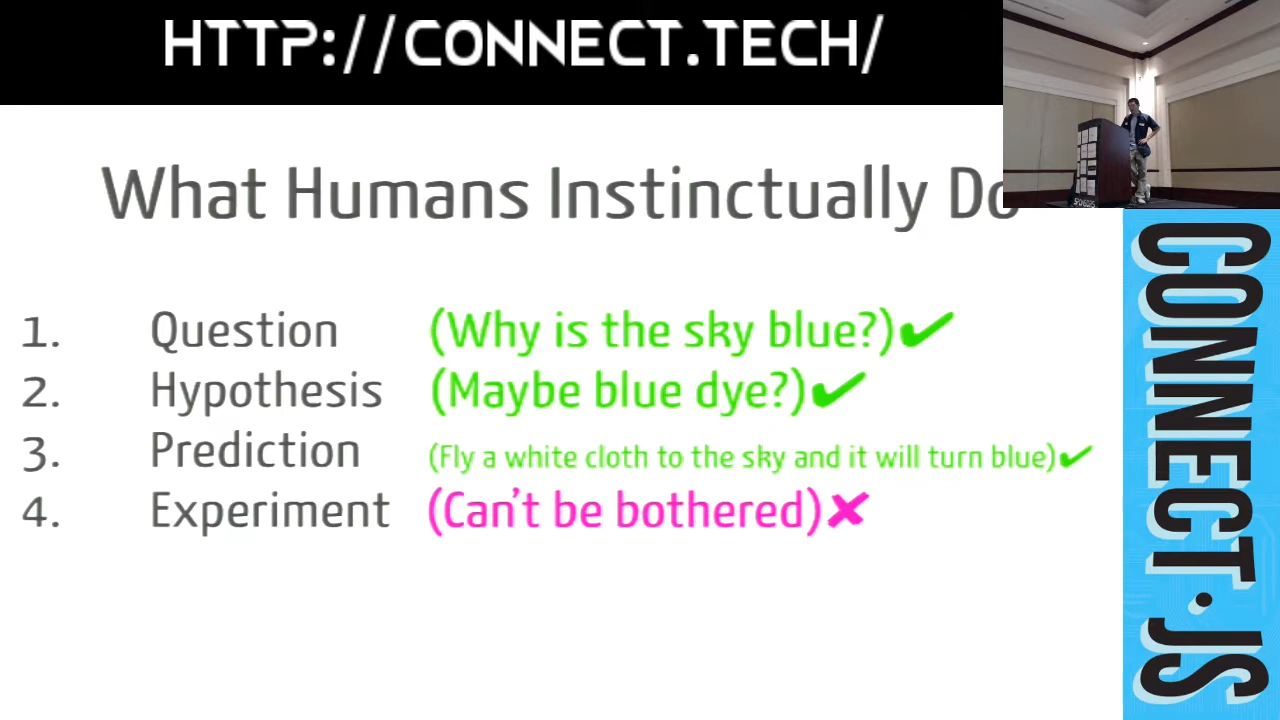 HTTP://CONNECT.TECH/
What Humans Instinctually Do
1. Question (Why is the sky blue?)✔
2. Hypothesis (Maybe blue dye?)✔
3. Prediction (Fly a white cloth to the sky and it will turn blue)✔
4. Experiment (Can't be bothered)✘
CONNECT.JS